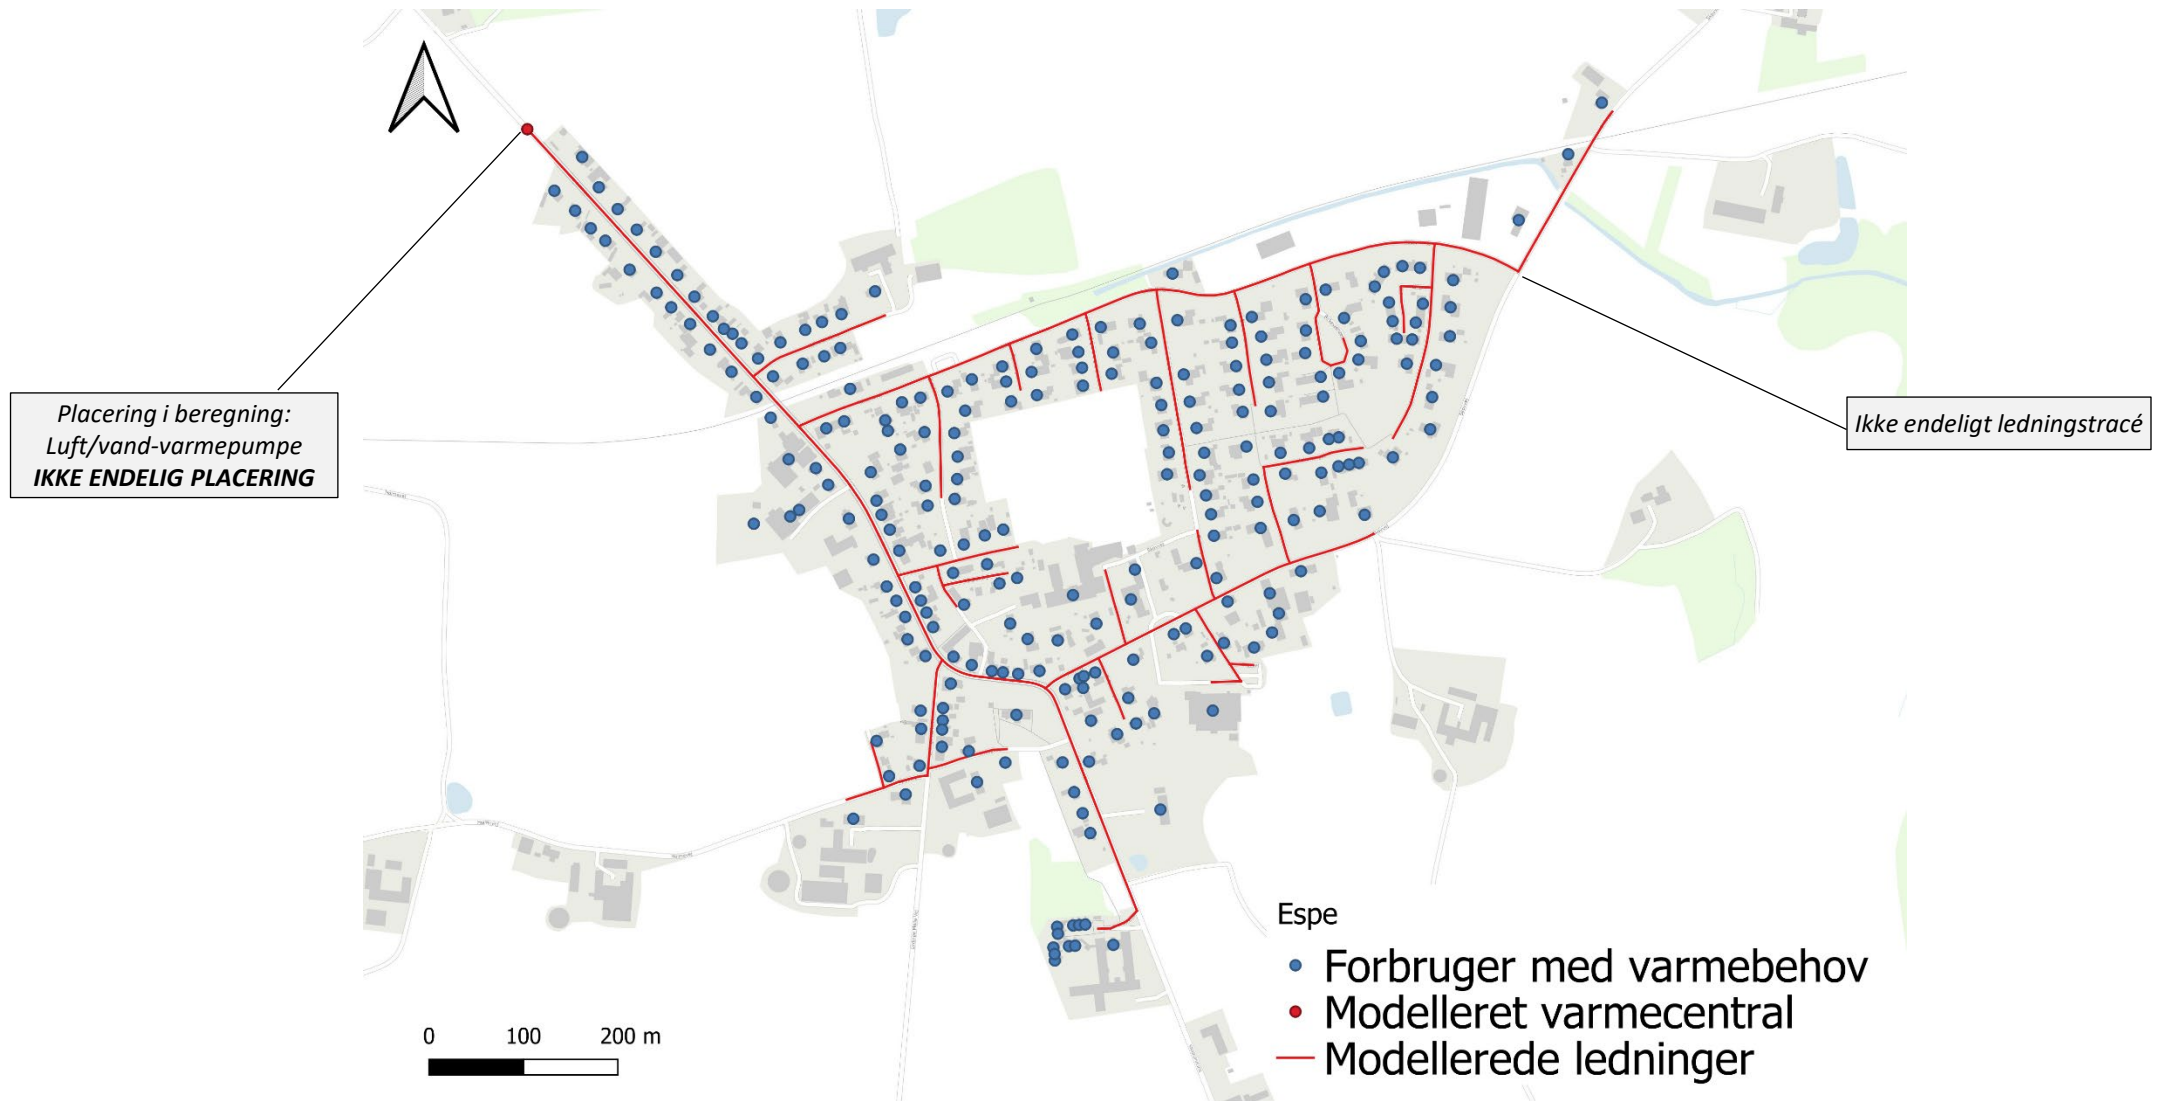 Placering i beregning:
Luft/vand-varmepumpe
IKKE ENDELIG PLACERING
Ikke endeligt ledningstracé
Espe
Forbruger med varmebehov
Modelleret varmecentral
Modellerede ledninger
0 100 200 m